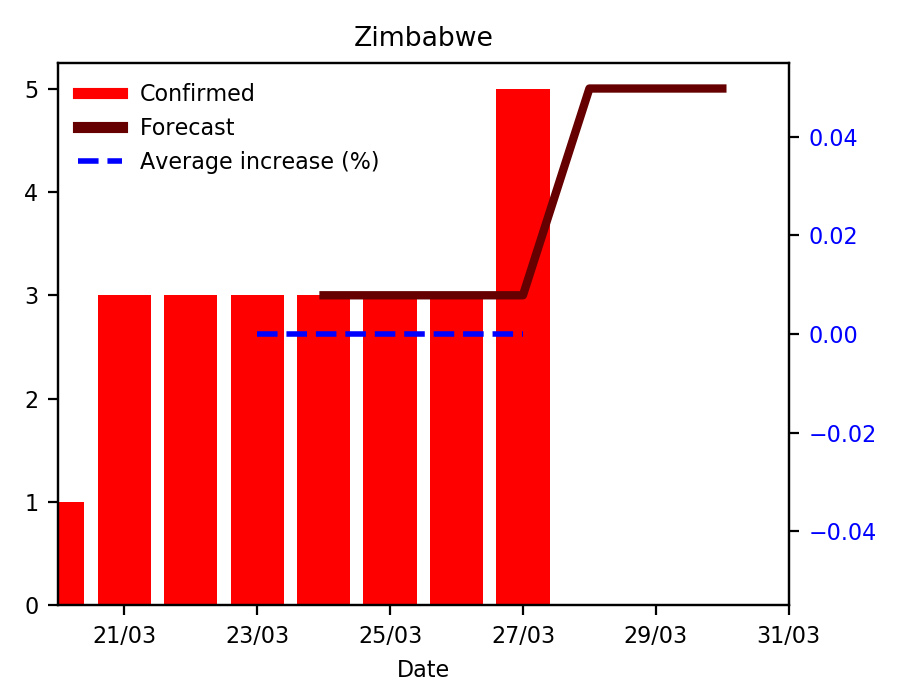 Zimbabwe
Confirmed
Forecast
Average increase (%)
5
4
3
2
1
0
0.04
0.02
0.00
−0.02
−0.04
21/03 23/03 25/03 27/03 29/03 31/03
Date